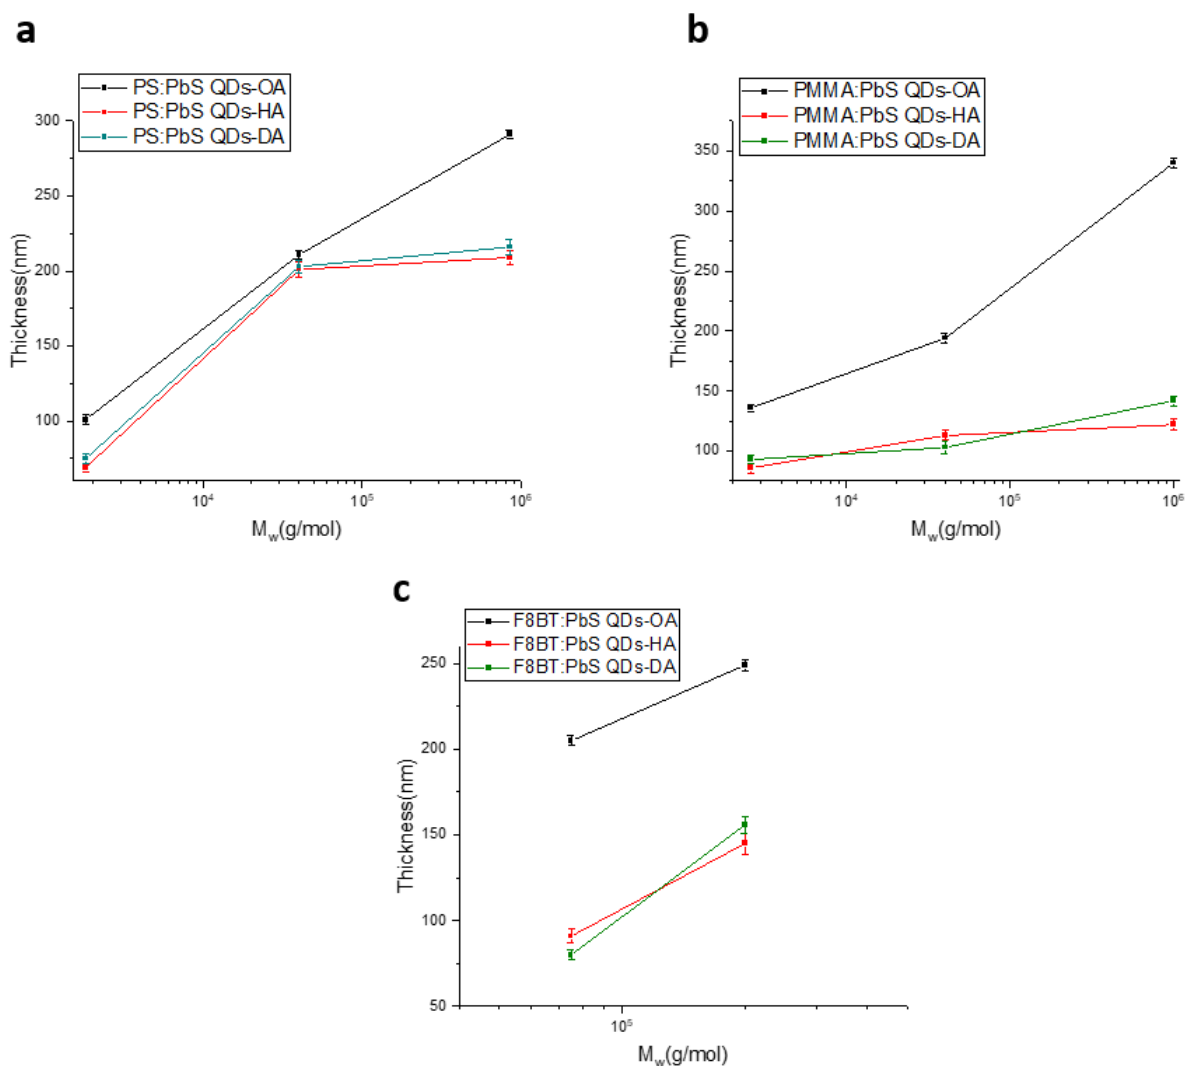 a
PS:PbS QDs-OA
PS:PbS QDs-HA
PS:PbS QDs-DA
300
250
200
150
100
Thickness(nm)
10⁴
10⁵
10⁶
M_w(g/mol)
b
PMMA:PbS QDs-OA
PMMA:PbS QDs-HA
PMMA:PbS QDs-DA
350
300
250
200
150
100
Thickness(nm)
10⁴
10⁵
10⁶
M_w(g/mol)
c
F8BT:PbS QDs-OA
F8BT:PbS QDs-HA
F8BT:PbS QDs-DA
250
200
150
100
50
Thickness(nm)
10⁵
M_w(g/mol)